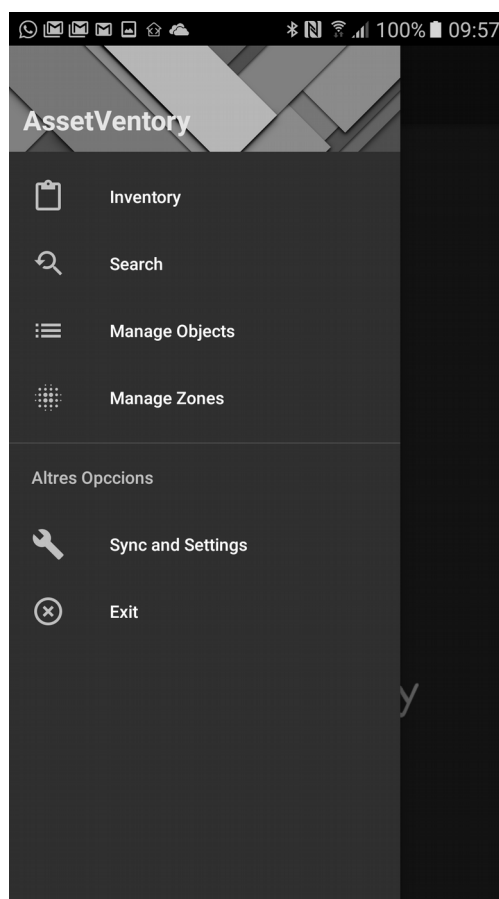 100% 09:57
AssetVentory
Inventory
Search
Manage Objects
Manage Zones
Altres Opccions
Sync and Settings
Exit
y